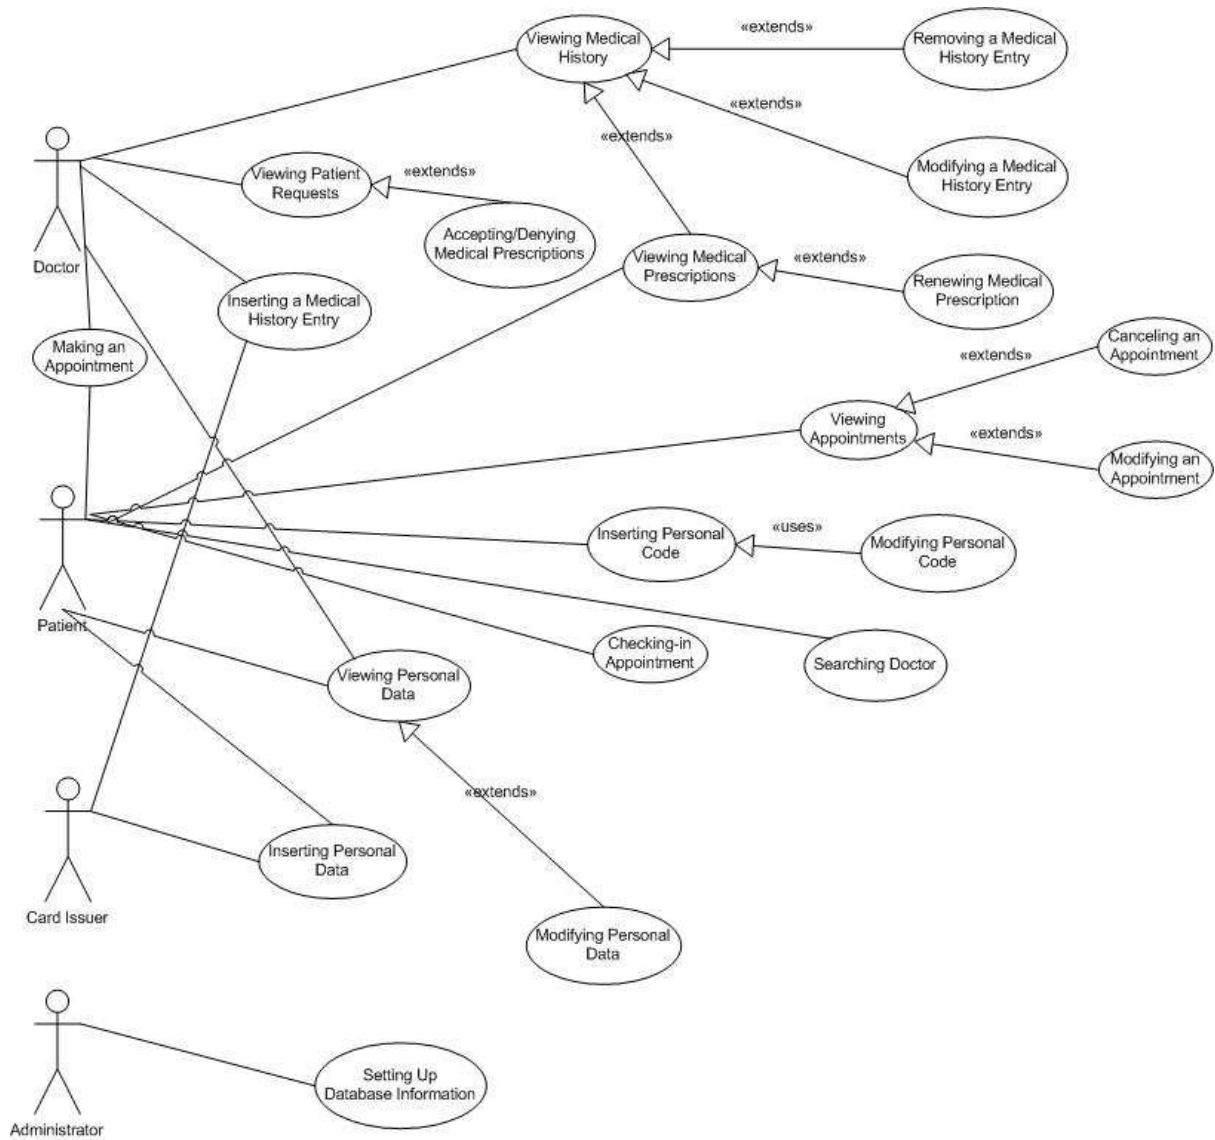 Viewing Medical
History
«extends»
Removing a Medical
History Entry
«extends»
«extends»
Modifying a Medical
History Entry
Viewing Patient
Requests
«extends»
Accepting/Denying
Medical Prescriptions
Doctor
Viewing Medical
Prescriptions
«extends»
Renewing Medical
Prescription
Inserting a Medical
History Entry
Making an
Appointment
Canceling an
Appointment
«extends»
Viewing
Appointments
«extends»
Modifying an
Appointment
Inserting Personal
Code
«uses»
Modifying Personal
Code
Patient
Checking-in
Appointment
Searching Doctor
Viewing Personal
Data
«extends»
Inserting Personal
Data
Card Issuer
Modifying Personal
Data
Setting Up
Database Information
Administrator